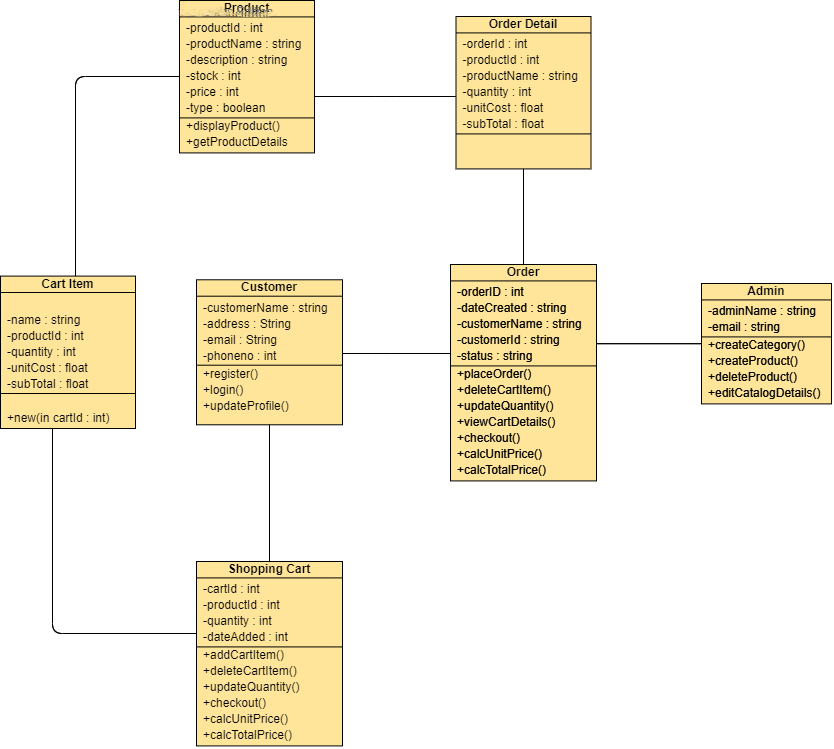 Product
-productId : int
-productName : string
-description : string
-stock : int
-price : int
-type : boolean
+displayProduct()
+getProductDetails
Order Detail
-orderId : int
-productId : int
-productName : string
-quantity : int
-unitCost : float
-subTotal : float
Cart Item
-name : string
-productId : int
-quantity : int
-unitCost : float
-subTotal : float
+new(in cartId : int)
Customer
-customerName : string
-address : String
-email : String
-phoneno : int
+register()
+login()
+updateProfile()
Order
-orderID : int
-dateCreated : string
-customerName : string
-customerId : string
-status : string
+placeOrder()
+deleteCartItem()
+updateQuantity()
+viewCartDetails()
+checkout()
+calcUnitPrice()
+calcTotalPrice()
Admin
-adminName : string
-email : string
+createCategory()
+createProduct()
+deleteProduct()
+editCatalogDetails()
Shopping Cart
-cartId : int
-productId : int
-quantity : int
-dateAdded : int
+addCartItem()
+deleteCartItem()
+updateQuantity()
+checkout()
+calcUnitPrice()
+calcTotalPrice()